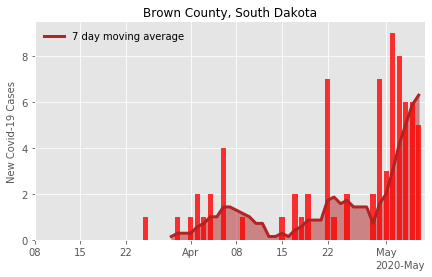 Brown County, South Dakota
7 day moving average
New Covid-19 Cases
8
6
4
2
0
08 15 22 Apr 08 15 22 May
2020-May